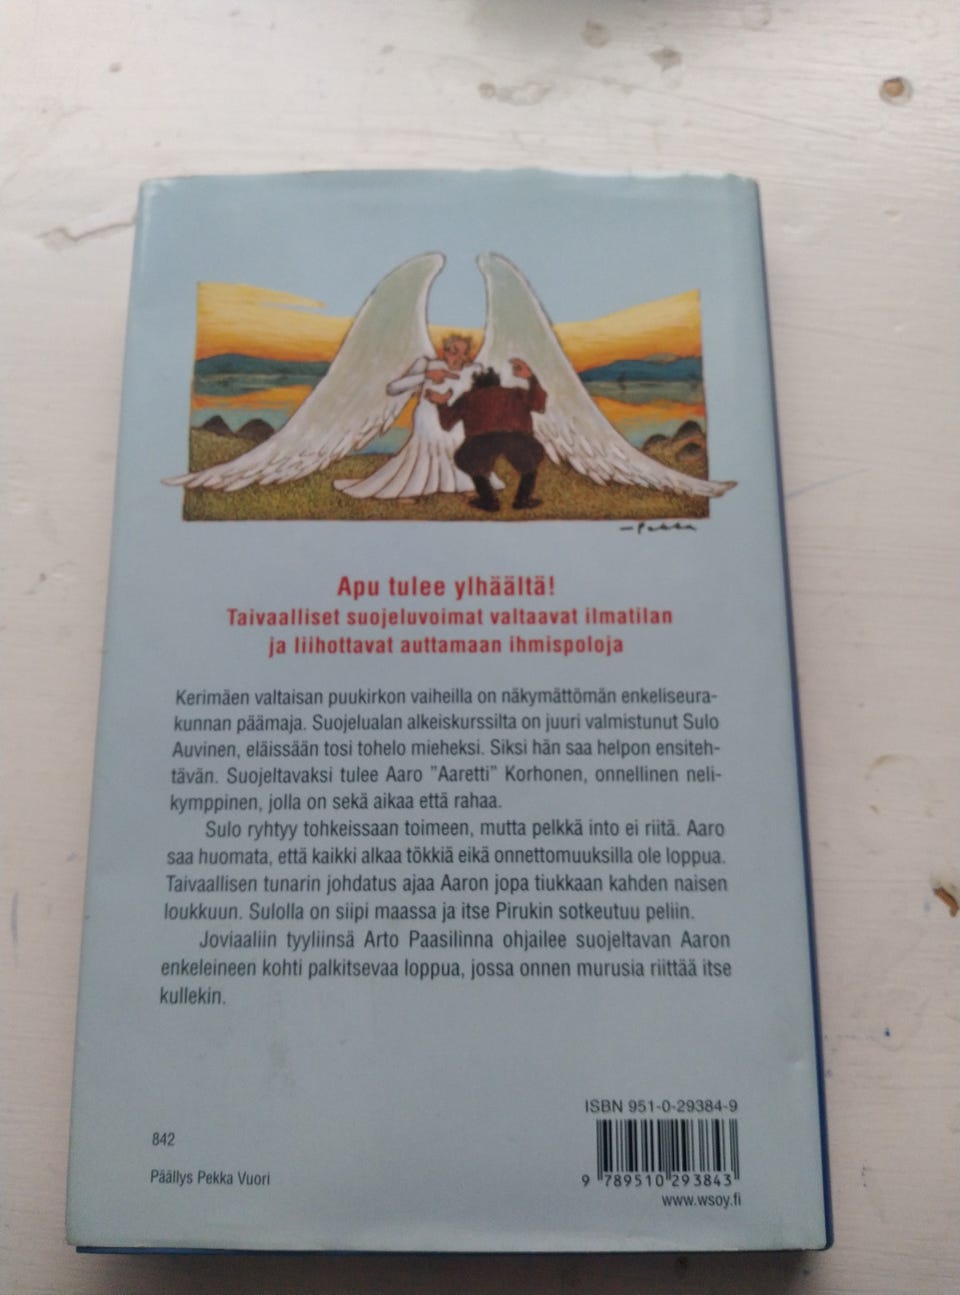 —Pekka
Apu tulee ylhäältä!
Taivaalliset suojeluvoimat valtaavat ilmatilan
ja liihottavat auttamaan ihmispoloja
Kerimäen valtaisan puukirkon vaiheilla on näkymättömän enkeliseura-
kunnan päämaja. Suojelualan alkeiskurssilta on juuri valmistunut Sulo
Auvinen, eläissään tosi tohelo mieheksi. Siksi hän saa helpon ensiteh-
tävän. Suojeltavaksi tulee Aaro "Aaretti" Korhonen, onnellinen neli-
kymppinen, jolla on sekä aikaa että rahaa.
Sulo ryhtyy tohkeissaan toimeen, mutta pelkkä into ei riitä. Aaro
saa huomata, että kaikki alkaa tökkiä eikä onnettomuuksilla ole loppua.
Taivaallisen tunarin johdatus ajaa Aaron jopa tiukkaan kahden naisen
loukkuun. Sulolla on siipi maassa ja itse Pirukin sotkeutuu peliin.
Joviaaliin tyyliinsä Arto Paasilinna ohjailee suojeltavan Aaron
enkeleineen kohti palkitsevaa loppua, jossa onnen murusia riittää itse
kullekin.
ISBN 951-0-29384-9
842
Päällys Pekka Vuori
9 789510 293843
www.wsoy.fi